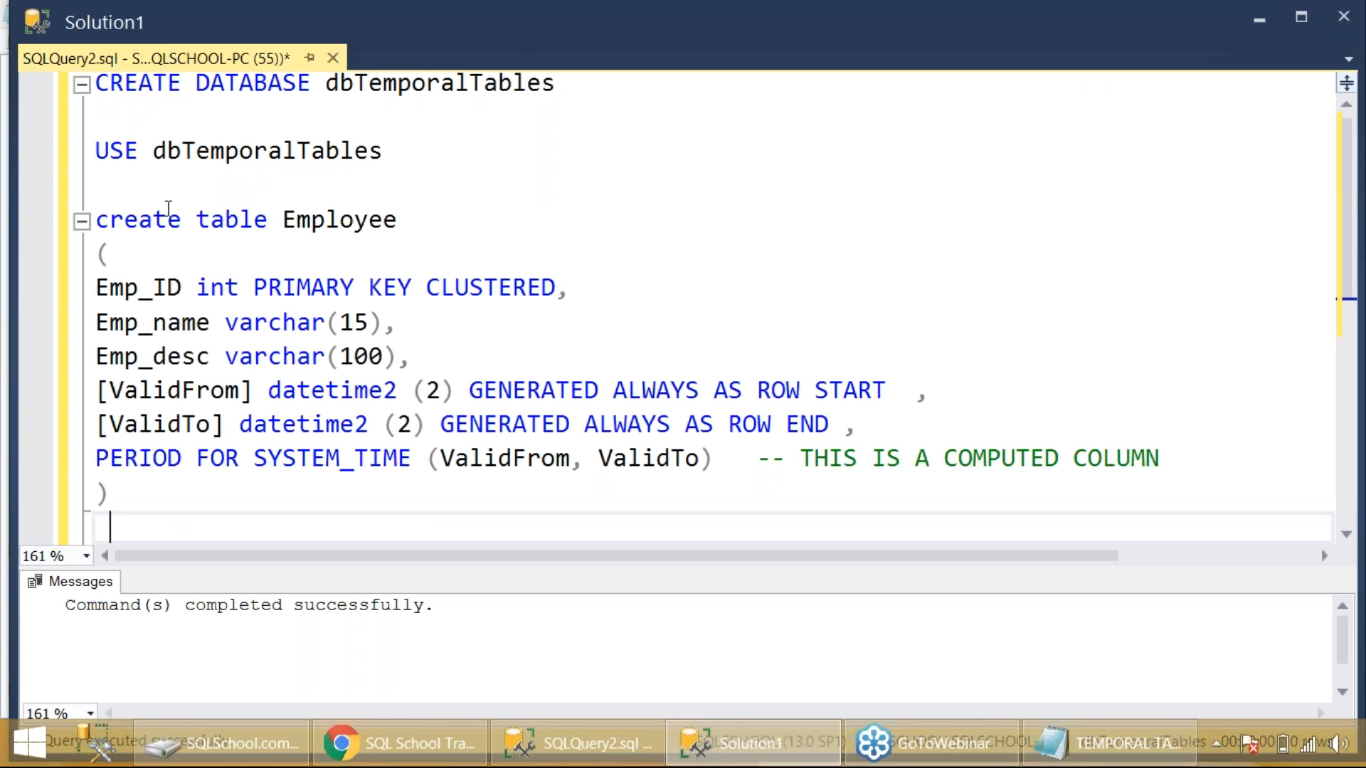 Solution1
SQLQuery2.sql - S...QLSCHOOL-PC (55))*
CREATE DATABASE dbTemporalTables
USE dbTemporalTables
create table Employee
(
Emp_ID int PRIMARY KEY CLUSTERED,
Emp_name varchar(15),
Emp_desc varchar(100),
[ValidFrom] datetime2 (2) GENERATED ALWAYS AS ROW START ,
[ValidTo] datetime2 (2) GENERATED ALWAYS AS ROW END ,
PERIOD FOR SYSTEM_TIME (ValidFrom, ValidTo) -- THIS IS A COMPUTED COLUMN
)
161 %
Messages
Command(s) completed successfully.
161 %
SQLSchool.com... SQL School Tra... SQLQuery2.sql ... Solution1 GoToWebinar TEMPORAL TA...
Query executed
(13.0 SP1)